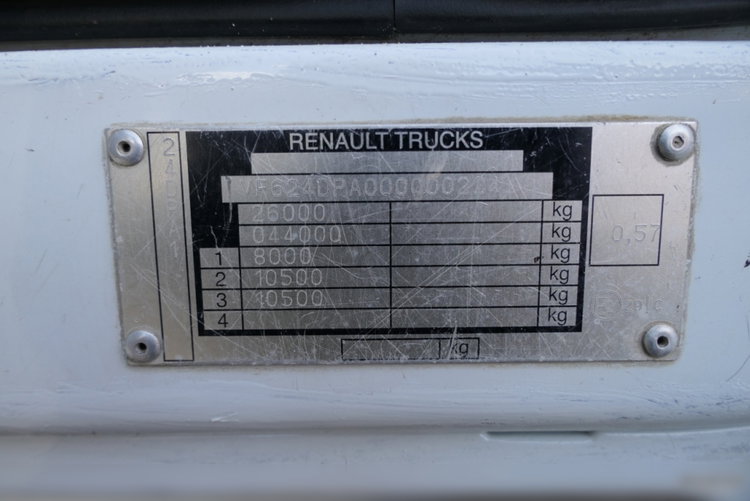 RENAULT TRUCKS
26000 kg
044000 kg
1 8000 kg
2 10500 kg
3 10500 kg
4 kg
kg
0,57